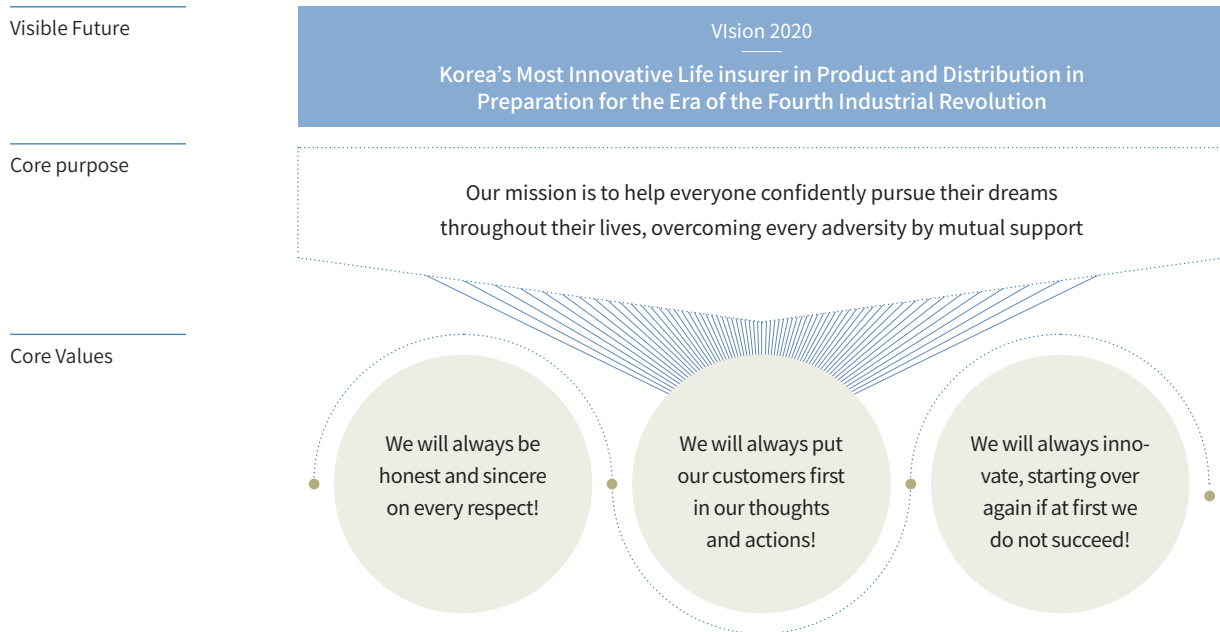 Visible Future
VIsion 2020
Korea's Most Innovative Life insurer in Product and Distribution in
Preparation for the Era of the Fourth Industrial Revolution
Core purpose
Our mission is to help everyone confidently pursue their dreams
throughout their lives, overcoming every adversity by mutual support
Core Values
We will always be
honest and sincere
on every respect!
We will always put
our customers first
in our thoughts
and actions!
We will always inno-
vate, starting over
again if at first we
do not succeed!